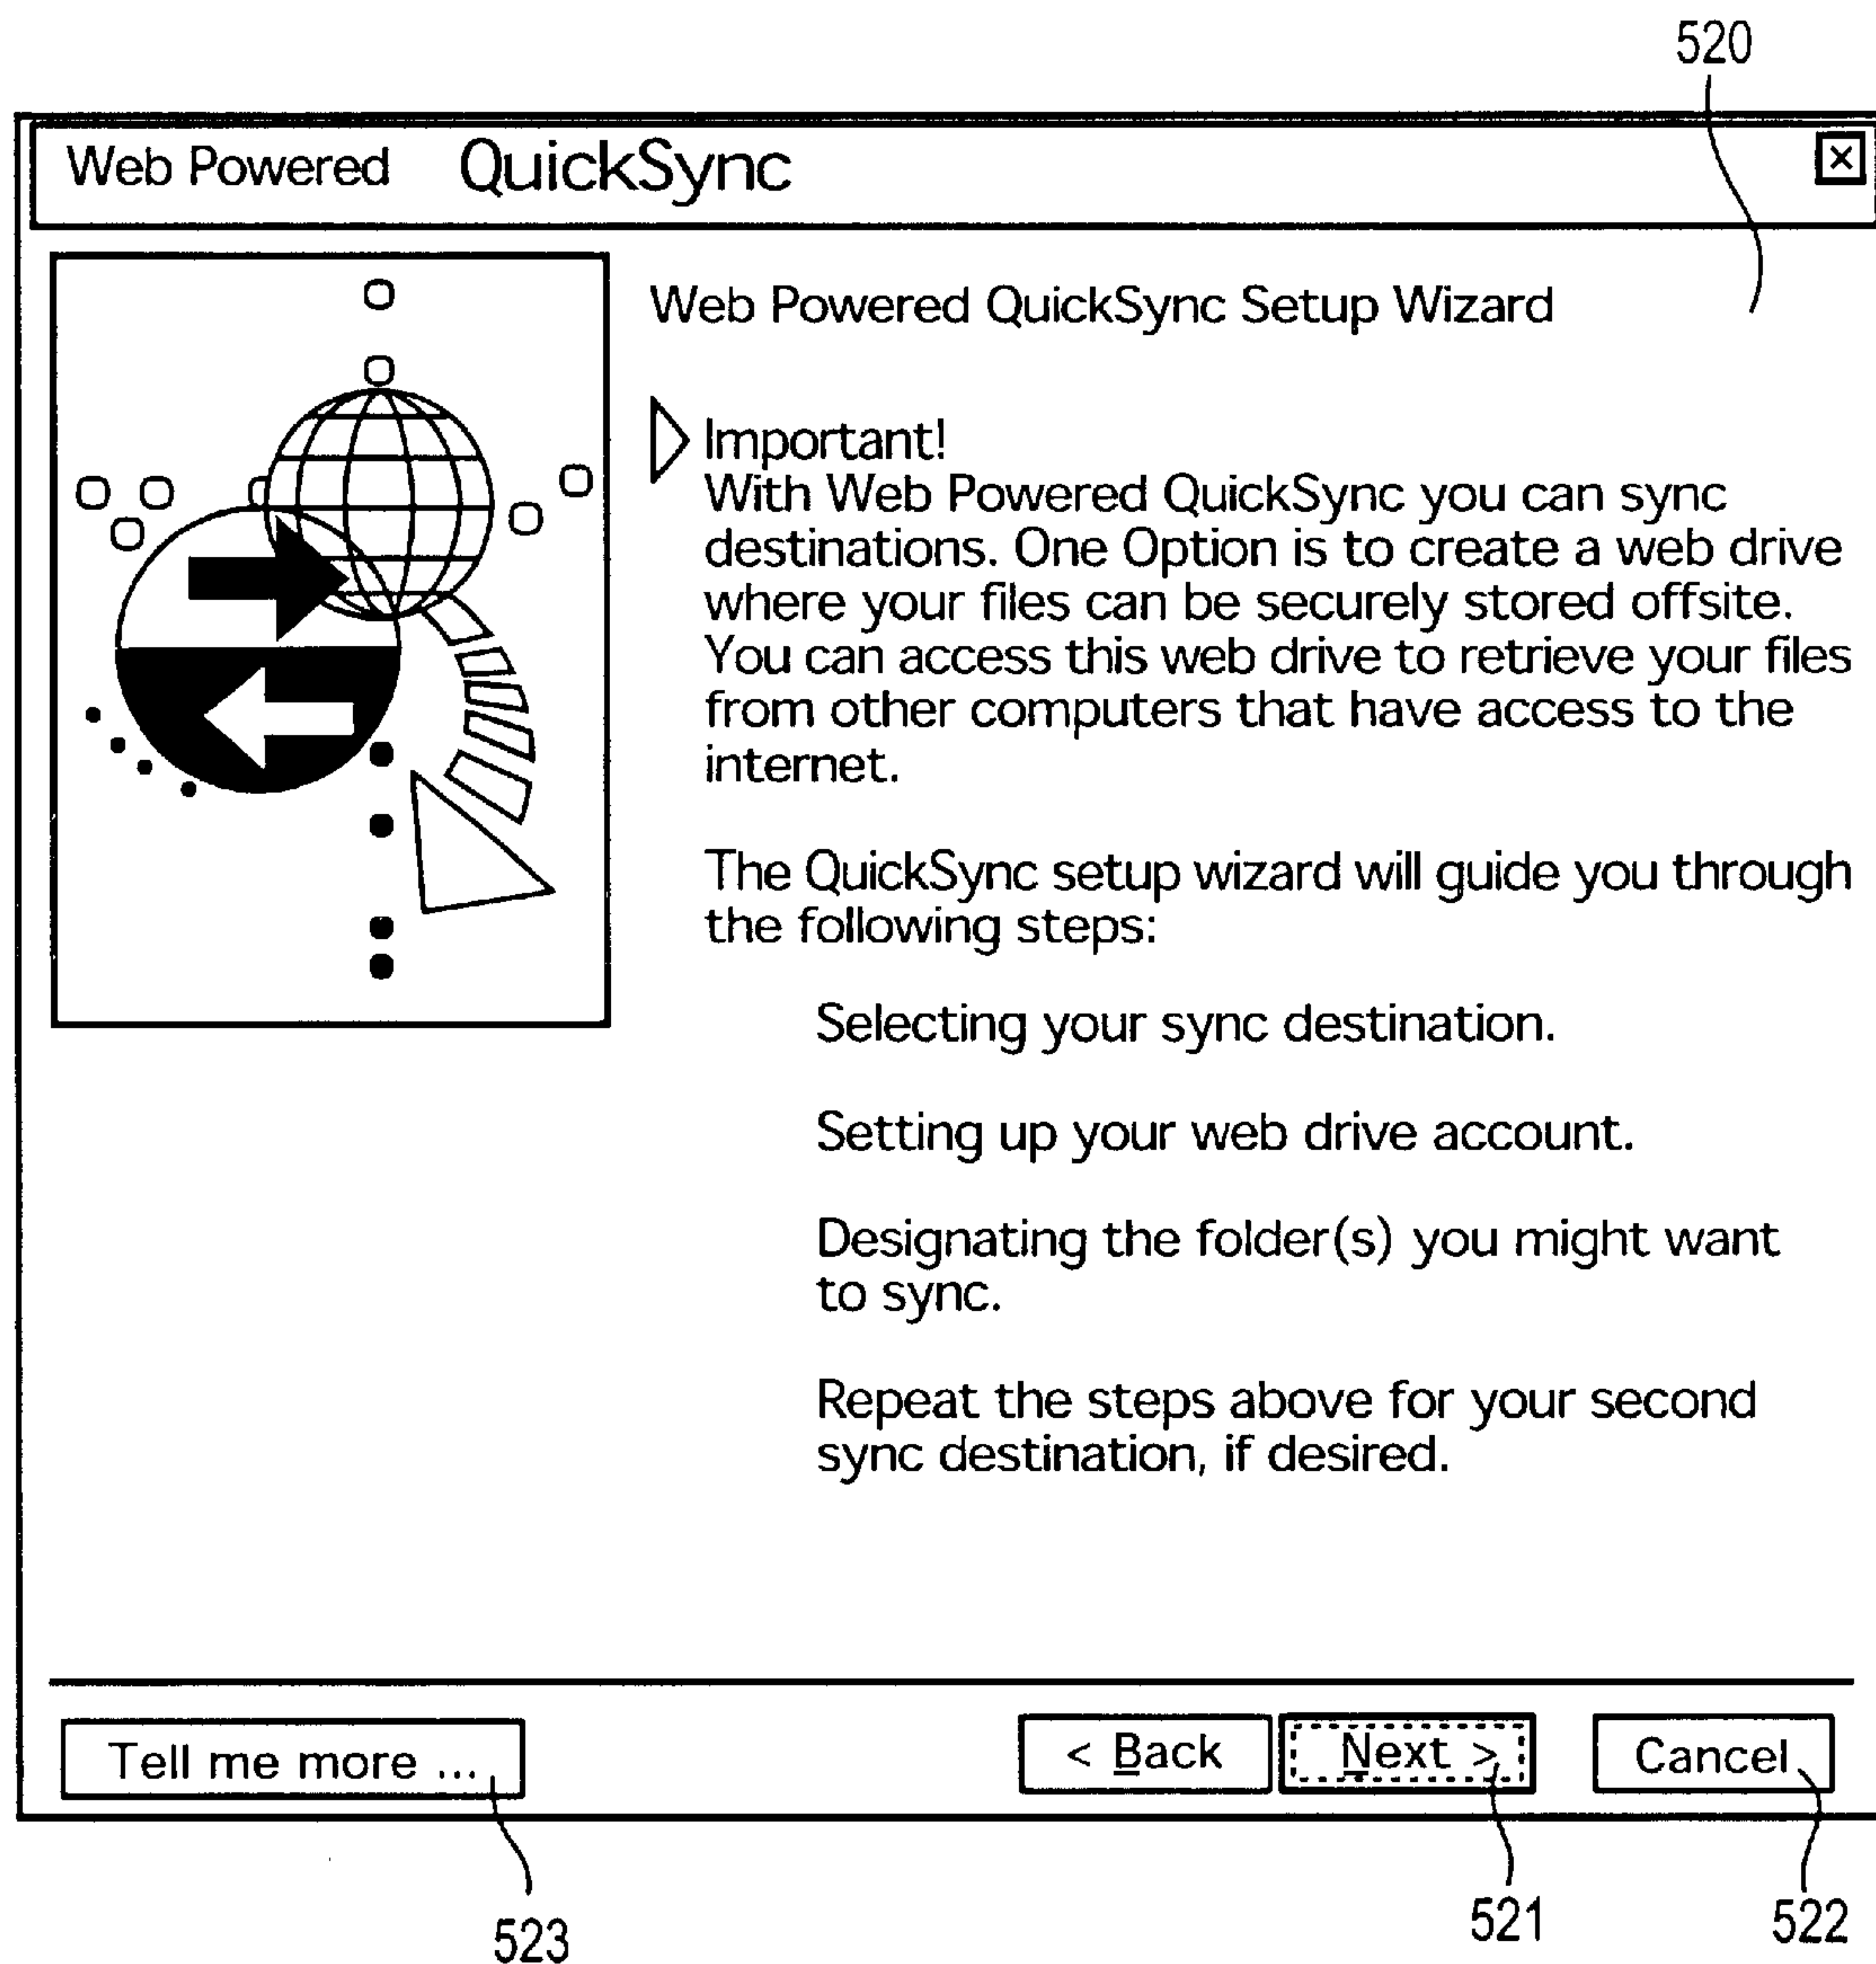 520
Web Powered QuickSync
Web Powered QuickSync Setup Wizard
Important!
With Web Powered QuickSync you can sync
destinations. One Option is to create a web drive
where your files can be securely stored offsite.
You can access this web drive to retrieve your files
from other computers that have access to the
internet.
The QuickSync setup wizard will guide you through
the following steps:
Selecting your sync destination.
Setting up your web drive account.
Designating the folder(s) you might want
to sync.
Repeat the steps above for your second
sync destination, if desired.
Tell me more ...
< Back
Next >
Cancel
523
521
522